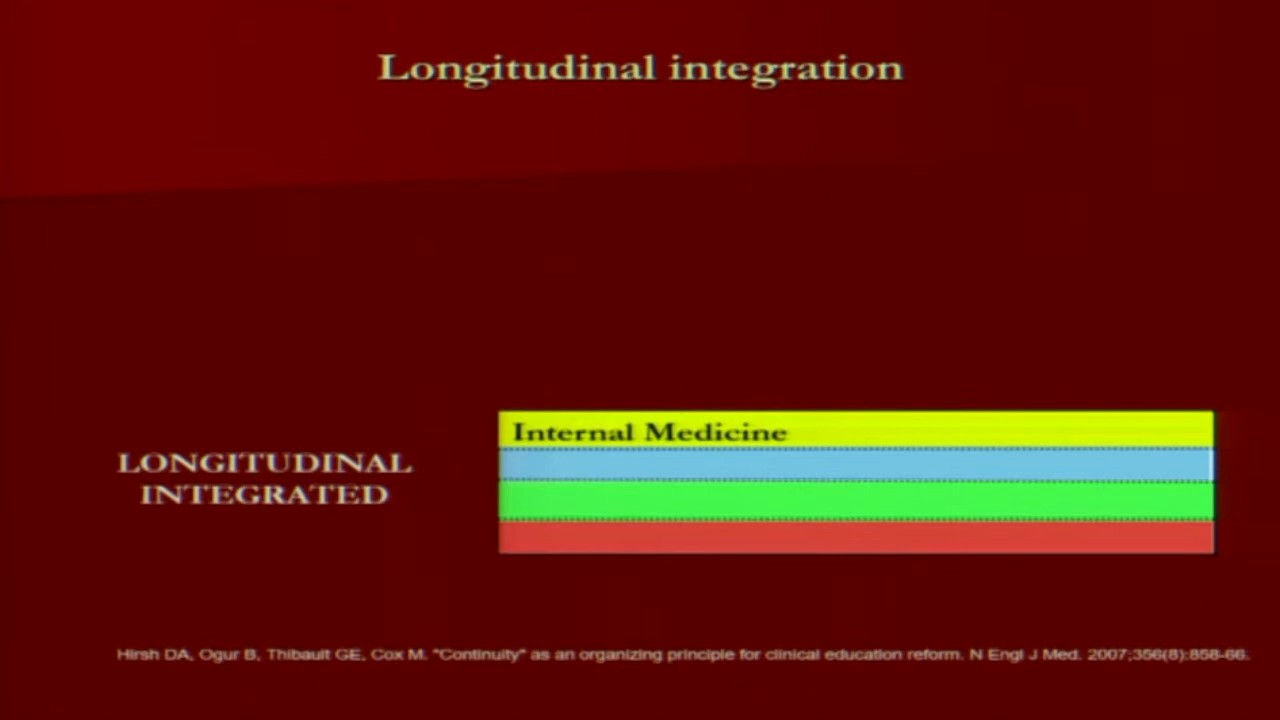 Longitudinal integration
Internal Medicine
LONGITUDINAL
INTEGRATED
Hirsh DA, Ogur B, Thibault GE, Cox M. "Continuity" as an organizing principle for clinical education reform. N Engl J Med. 2007;356(8):858-66.